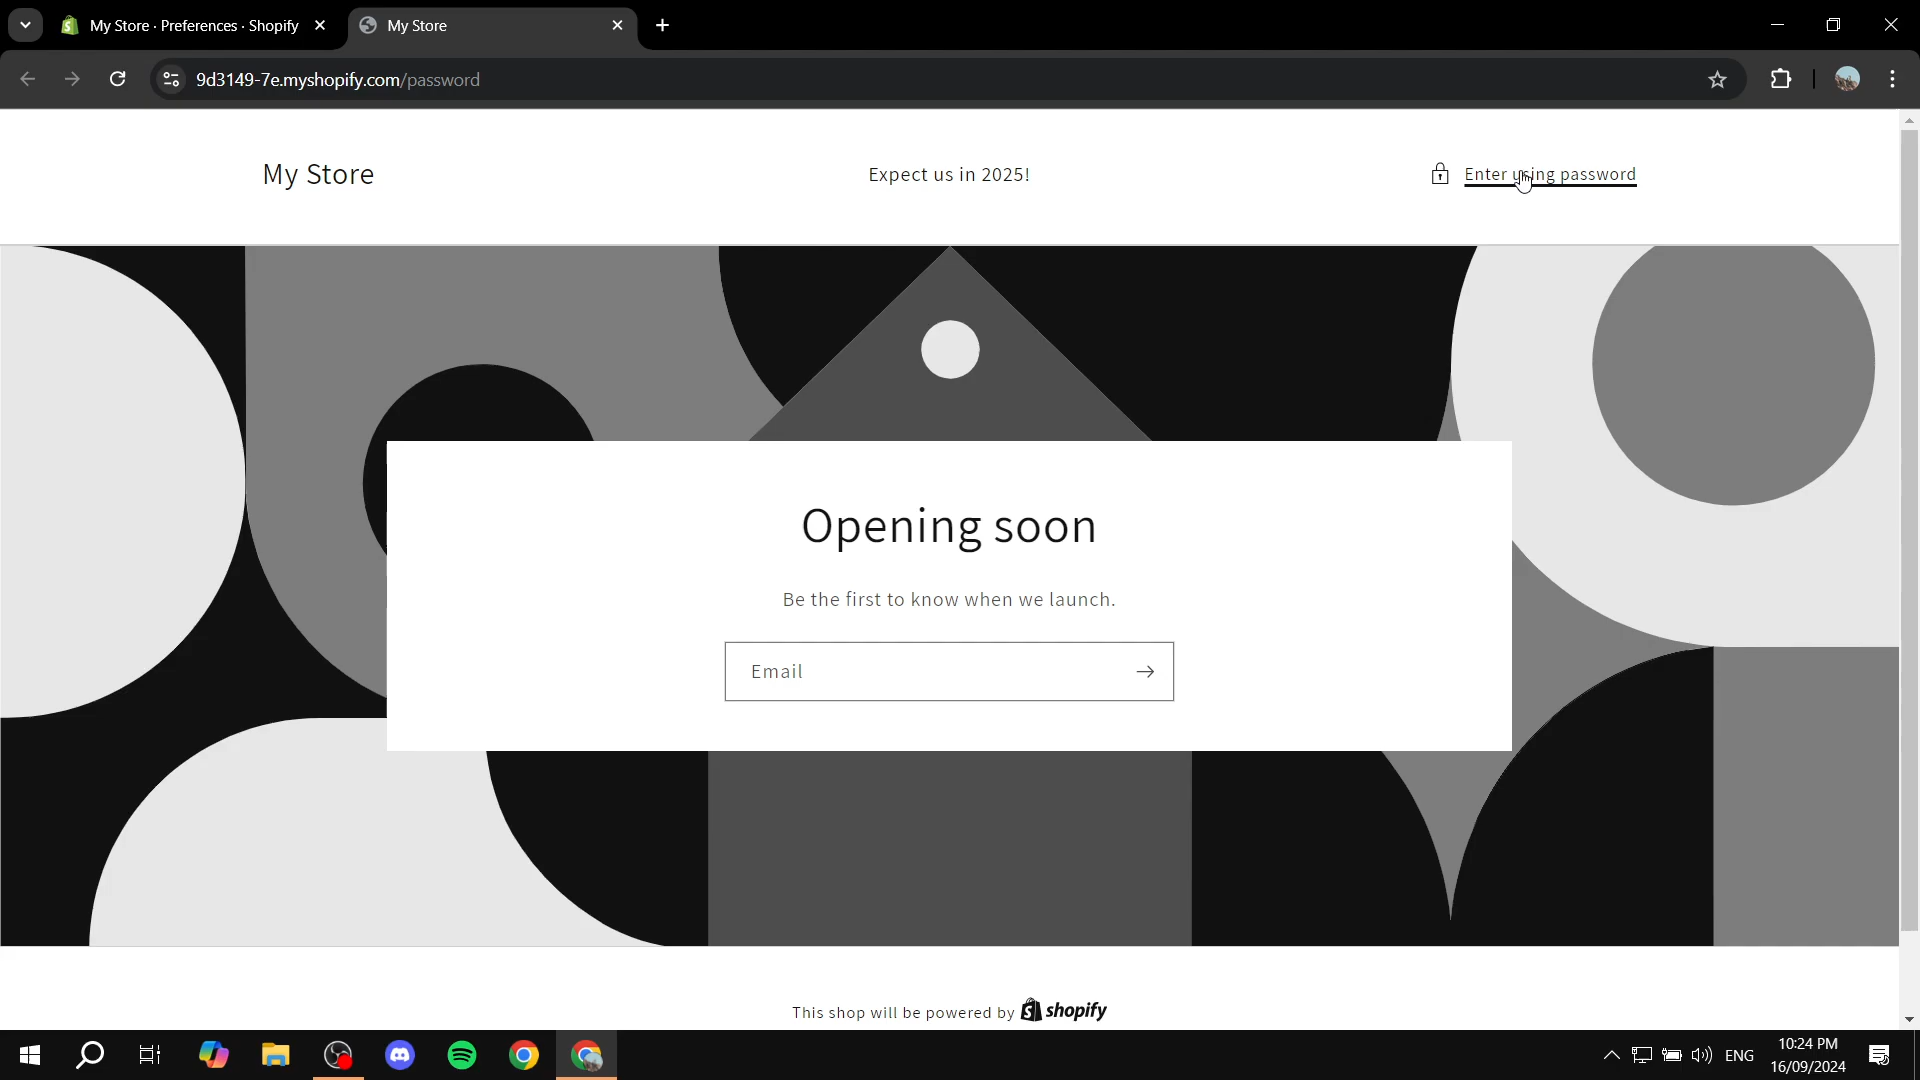 My Store · Preferences · Shopify
My Store
9d3149-7e.myshopify.com/password
My Store
Expect us in 2025!
Enter using password
Opening soon
Be the first to know when we launch.
Email
This shop will be powered by shopify
ENG
10:24 PM
16/09/2024